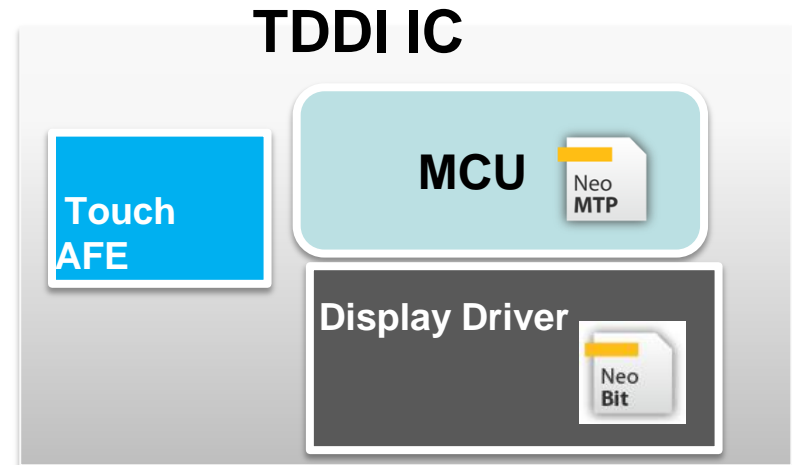 TDDI IC
MCU
Neo
MTP
Touch
AFE
Display Driver
Neo
Bit